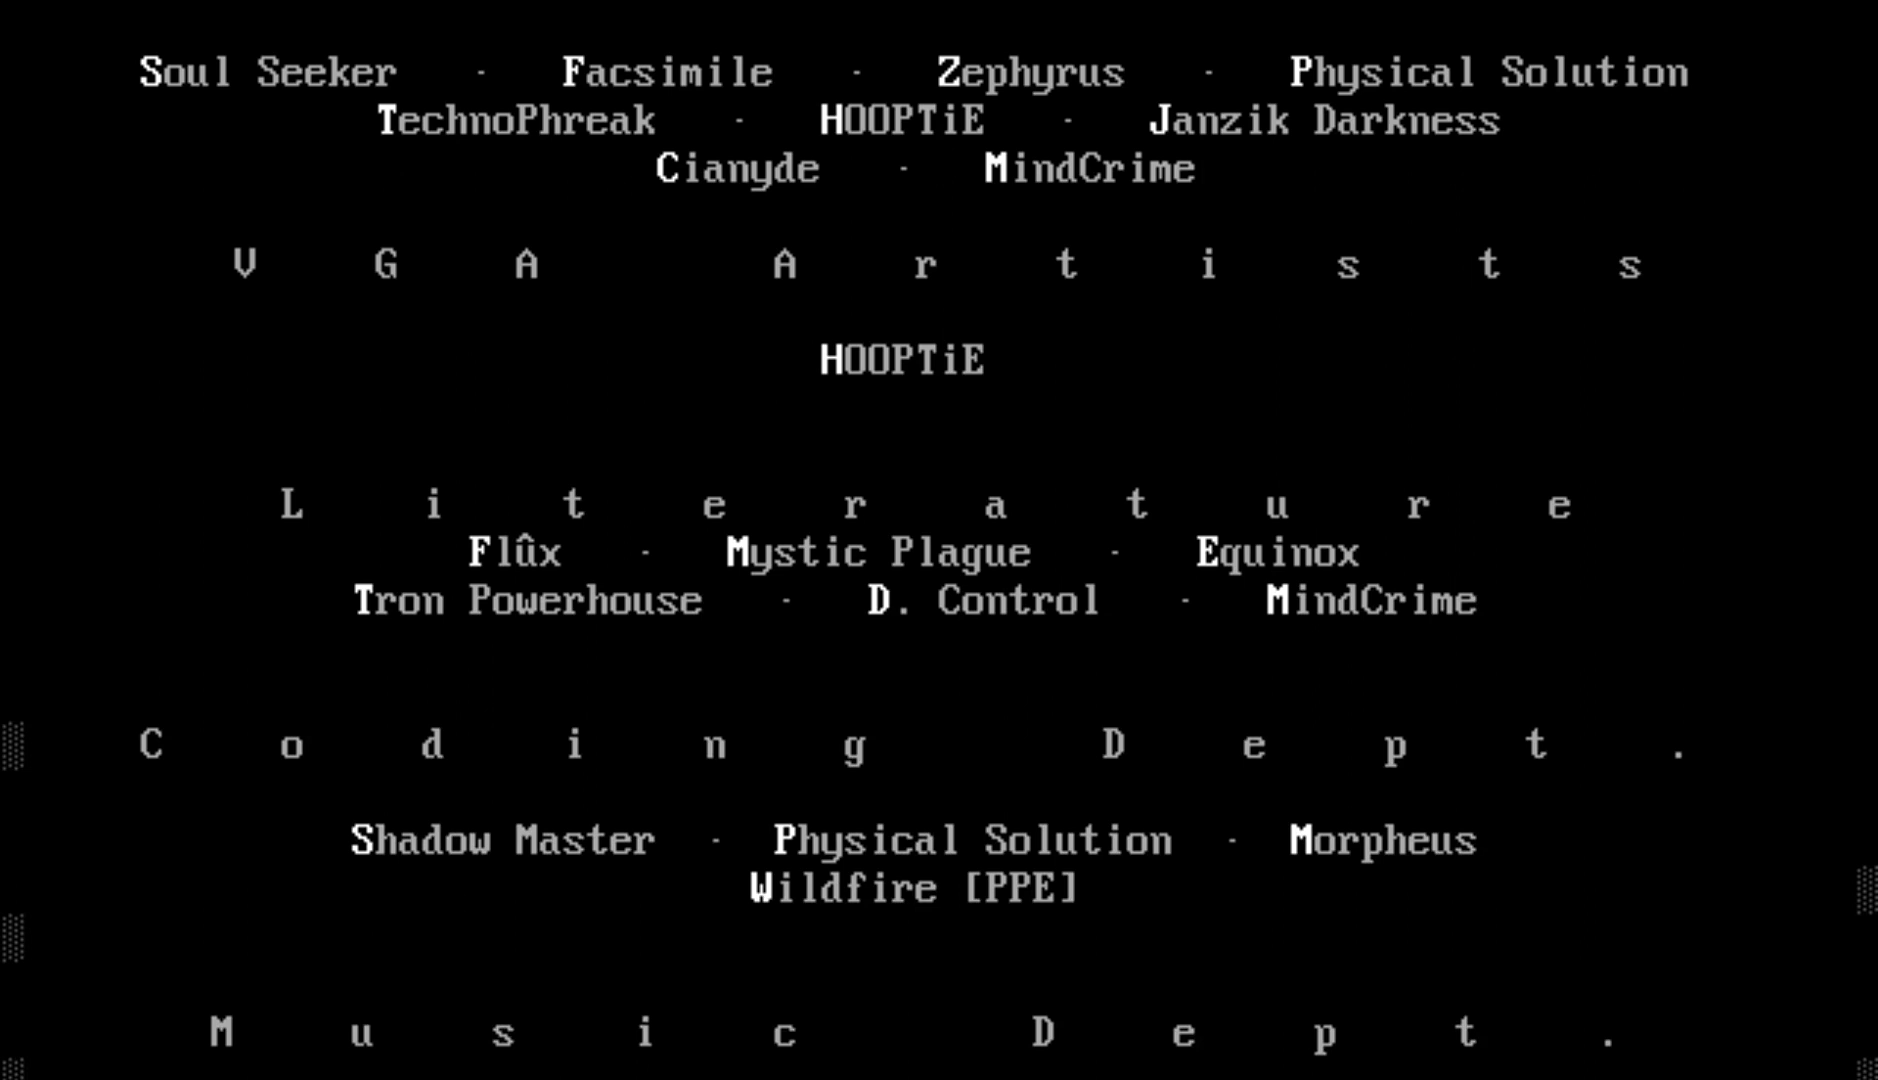 Soul Seeker · Facsimile · Zephyrus · Physical Solution
TechnoPhreak · HOOPTiE · Janzik Darkness
Cianyde · MindCrime
V G A A r t i s t s
HOOPTiE
L i t e r a t u r e
Flûx · Mystic Plague · Equinox
Tron Powerhouse · D. Control · MindCrime
C o d i n g D e p t .
Shadow Master · Physical Solution · Morpheus
Wildfire [PPE]
M u s i c D e p t .